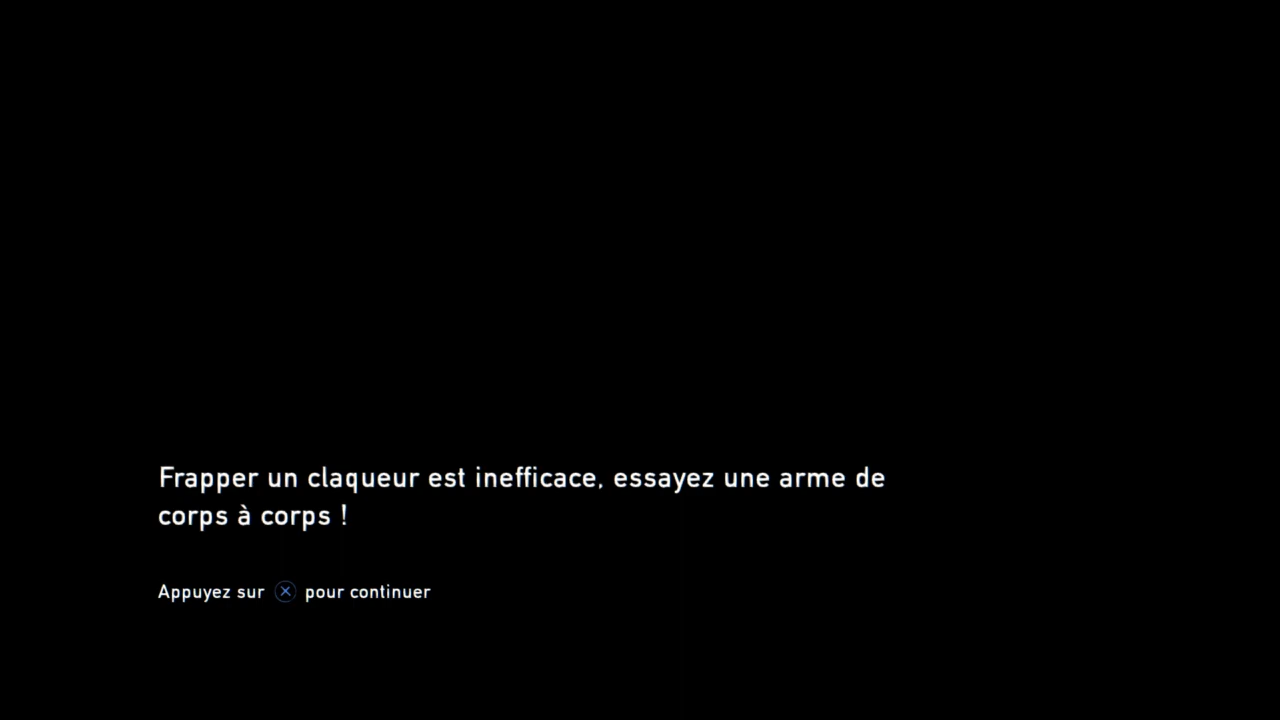 Frapper un claqueur est inefficace, essayez une arme de
corps à corps !
Appuyez sur ⓧ pour continuer